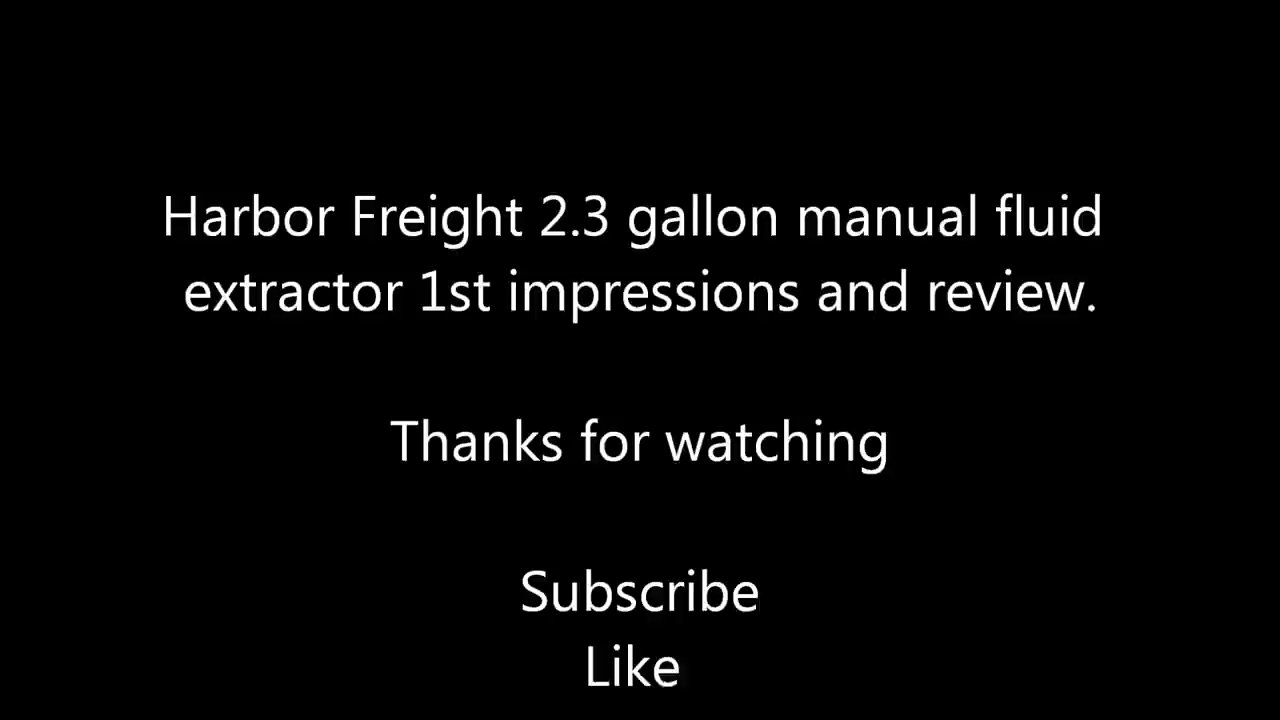 Harbor Freight 2.3 gallon manual fluid
extractor 1st impressions and review.
Thanks for watching
Subscribe
Like